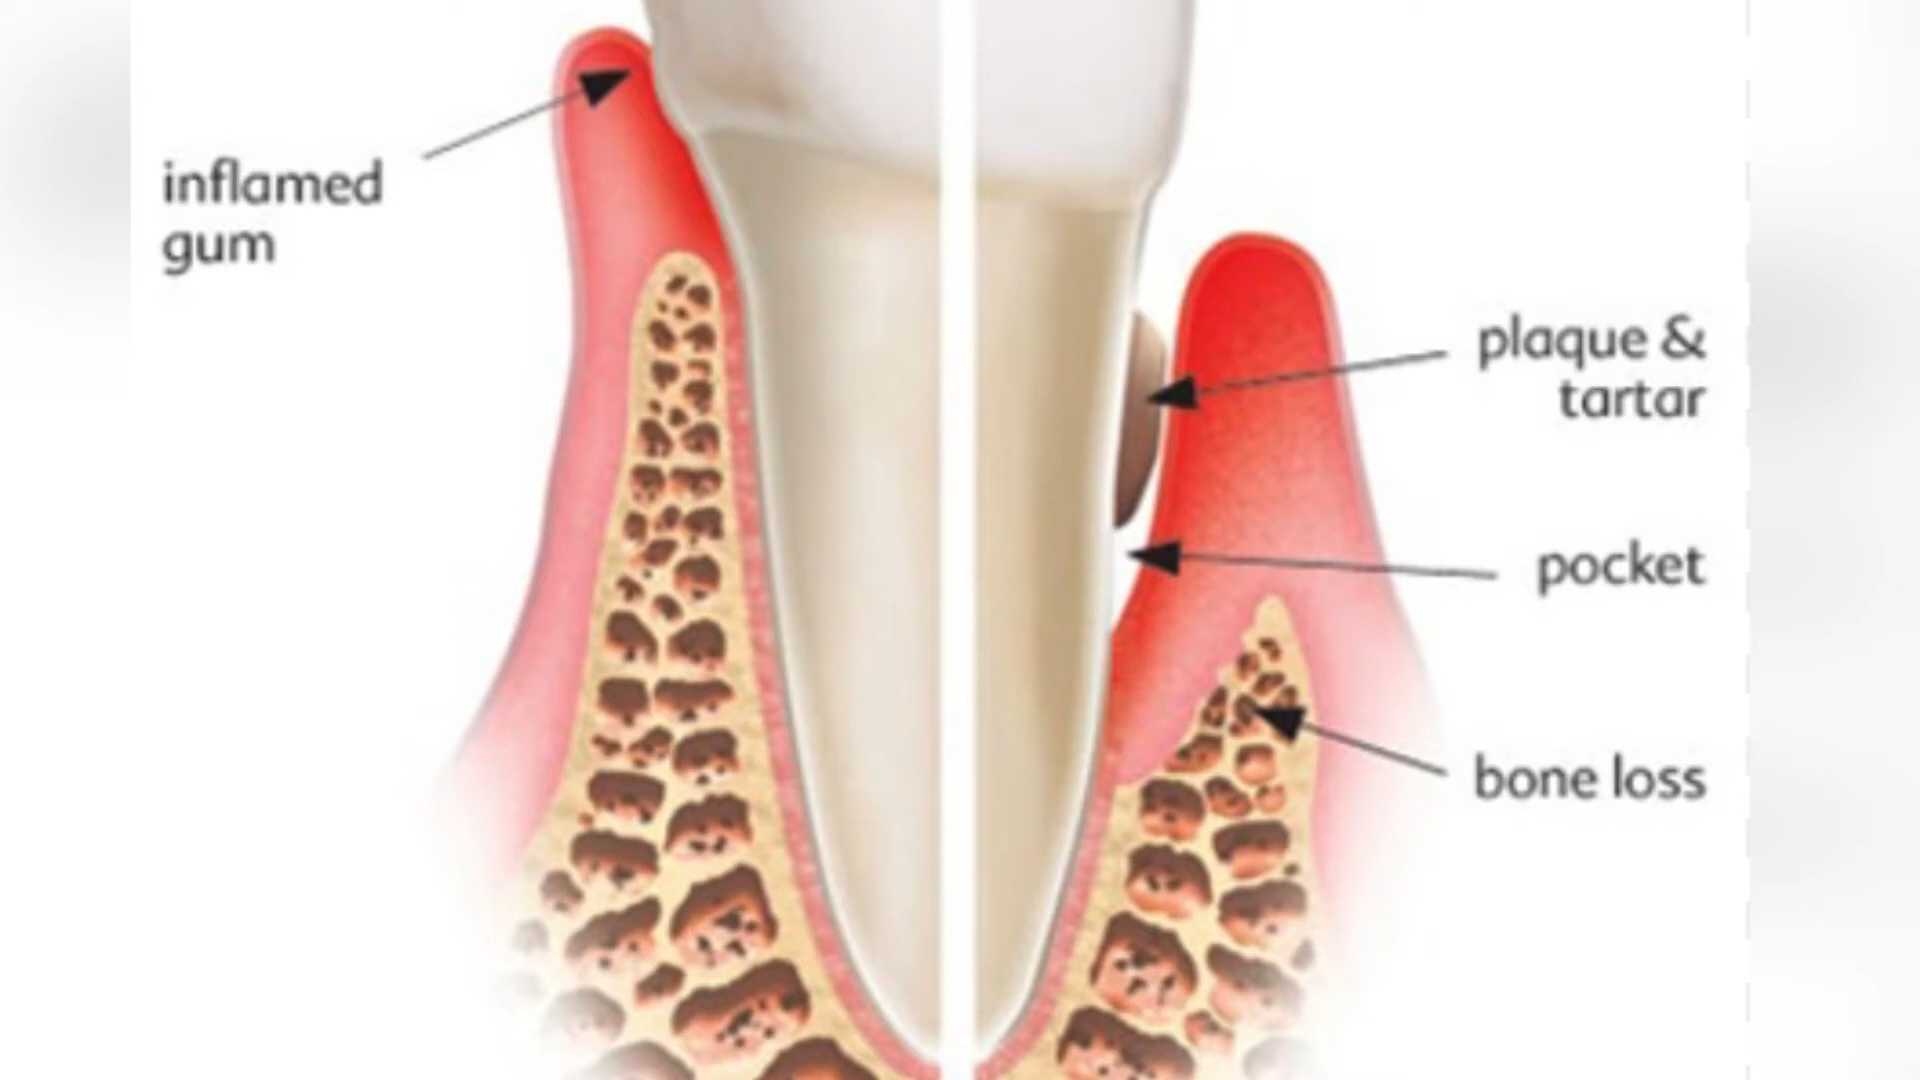 inflamed
gum
plaque &
tartar
pocket
bone loss